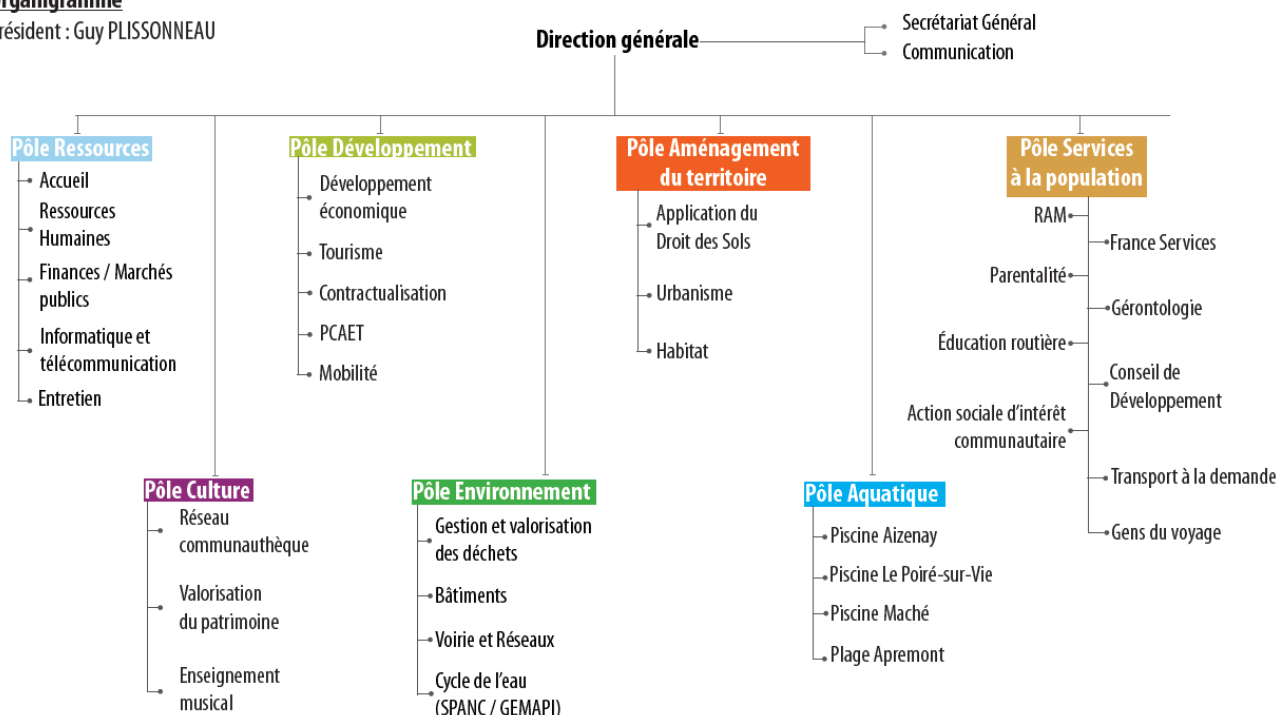 Organigramme
Président : Guy PLISSONNEAU
Direction générale
Secrétariat Général
Communication
Pôle Ressources
Accueil
Ressources
Humaines
Finances / Marchés
publics
Informatique et
télécommunication
Entretien
Pôle Développement
Développement
économique
Tourisme
Contractualisation
PCAET
Mobilité
Pôle Aménagement
du territoire
Application du
Droit des Sols
Urbanisme
Habitat
Pôle Services
à la population
RAM
France Services
Parentalité
Gérontologie
Éducation routière
Conseil de
Développement
Action sociale d'intérêt
communautaire
Transport à la demande
Gens du voyage
Pôle Culture
Réseau
communauthèque
Valorisation
du patrimoine
Enseignement
musical
Pôle Environnement
Gestion et valorisation
des déchets
Bâtiments
Voirie et Réseaux
Cycle de l'eau
(SPANC / GEMAPI)
Pôle Aquatique
Piscine Aizenay
Piscine Le Poiré-sur-Vie
Piscine Maché
Plage Apremont